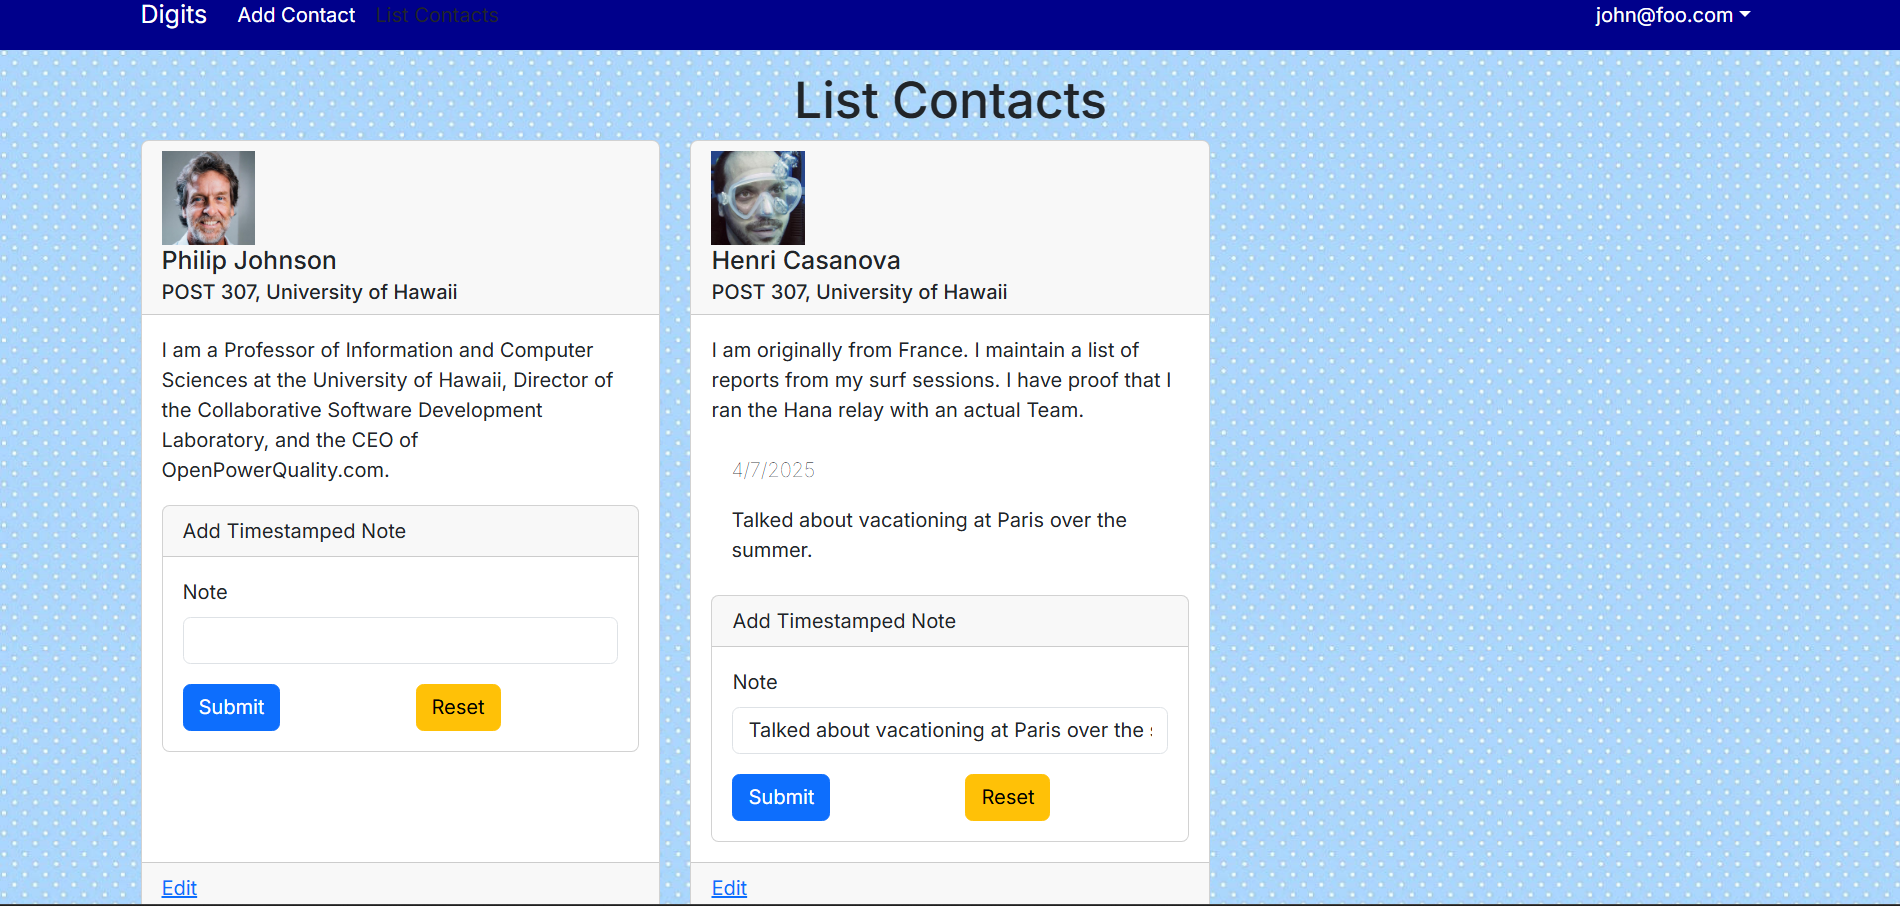 Digits Add Contact List Contacts john@foo.com
List Contacts
Philip Johnson
POST 307, University of Hawaii
I am a Professor of Information and Computer
Sciences at the University of Hawaii, Director of
the Collaborative Software Development
Laboratory, and the CEO of
OpenPowerQuality.com.
Add Timestamped Note
Note
Submit Reset
Edit
Henri Casanova
POST 307, University of Hawaii
I am originally from France. I maintain a list of
reports from my surf sessions. I have proof that I
ran the Hana relay with an actual Team.
4/7/2025
Talked about vacationing at Paris over the
summer.
Add Timestamped Note
Note
Talked about vacationing at Paris over the
Submit Reset
Edit